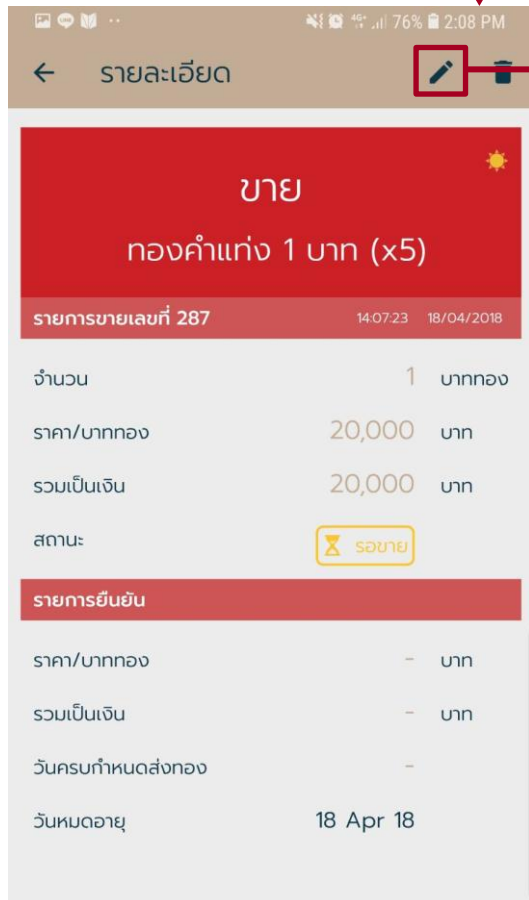 76% 2:08 PM
รายละเอียด
ขาย
ทองคำแท่ง 1 บาท (x5)
รายการขายเลขที่ 287 14:07:23 18/04/2018
จำนวน 1 บาททอง
ราคา/บาททอง 20,000 บาท
รวมเป็นเงิน 20,000 บาท
สถานะ รอขาย
รายการยืนยัน
ราคา/บาททอง - บาท
รวมเป็นเงิน - บาท
วันครบกำหนดส่งทอง -
วันหมดอายุ 18 Apr 18